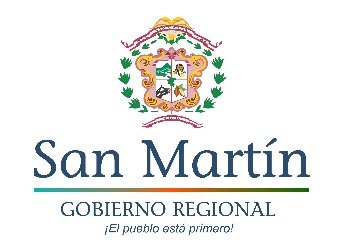 San Martín
GOBIERNO REGIONAL
¡El pueblo está primero!